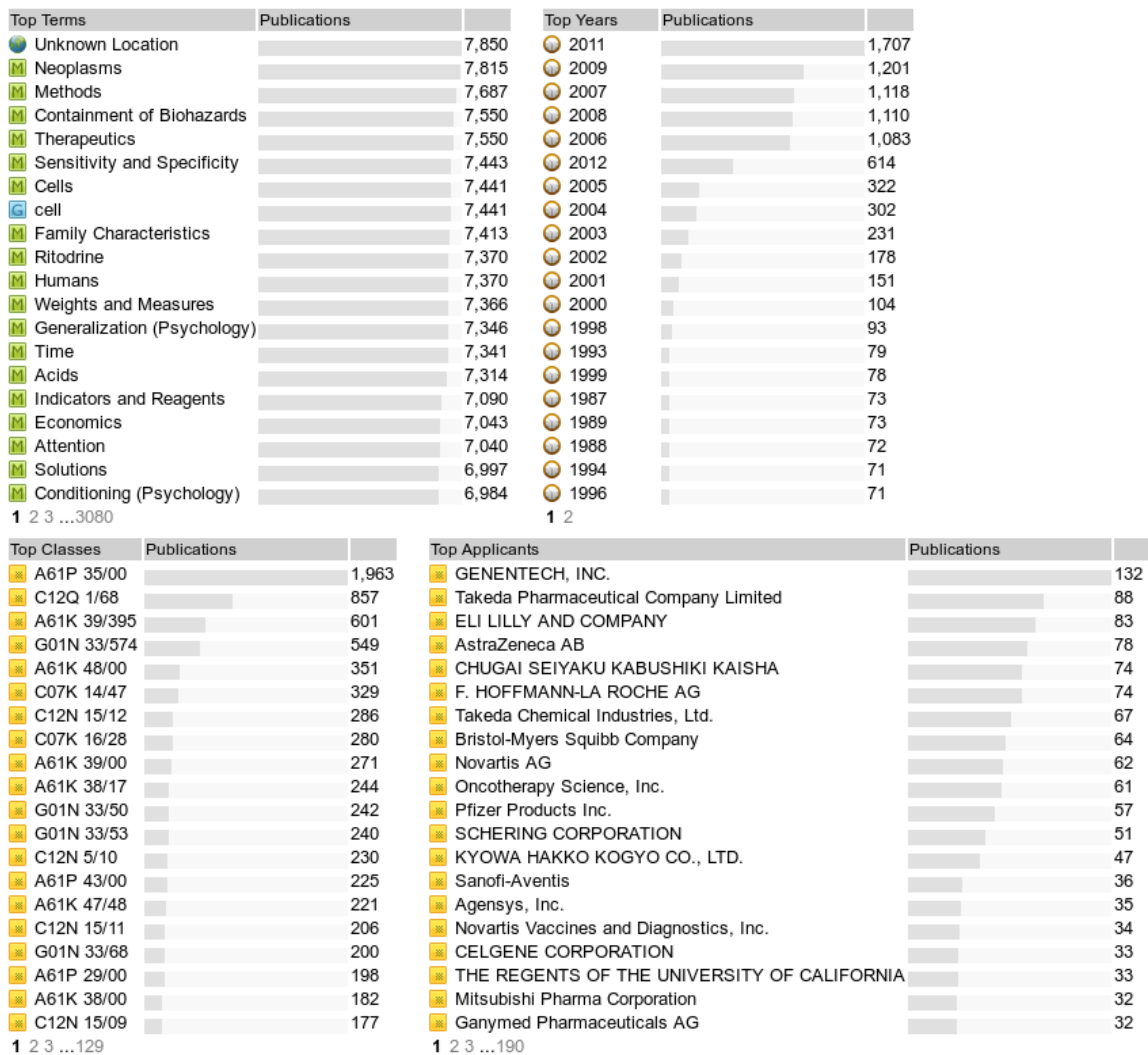 Top Terms Publications
Unknown Location 7,850
M Neoplasms 7,815
M Methods 7,687
M Containment of Biohazards 7,550
M Therapeutics 7,550
M Sensitivity and Specificity 7,443
M Cells 7,441
G cell 7,441
M Family Characteristics 7,413
M Ritodrine 7,370
M Humans 7,370
M Weights and Measures 7,366
M Generalization (Psychology) 7,346
M Time 7,341
M Acids 7,314
M Indicators and Reagents 7,090
M Economics 7,043
M Attention 7,040
M Solutions 6,997
M Conditioning (Psychology) 6,984
1 2 3 ...3080
Top Years Publications
2011 1,707
2009 1,201
2007 1,118
2008 1,110
2006 1,083
2012 614
2005 322
2004 302
2003 231
2002 178
2001 151
2000 104
1998 93
1993 79
1999 78
1987 73
1989 73
1988 72
1994 71
1996 71
1 2
Top Classes Publications
A61P 35/00 1,963
C12Q 1/68 857
A61K 39/395 601
G01N 33/574 549
A61K 48/00 351
C07K 14/47 329
C12N 15/12 286
C07K 16/28 280
A61K 39/00 271
A61K 38/17 244
G01N 33/50 242
G01N 33/53 240
C12N 5/10 230
A61P 43/00 225
A61K 47/48 221
C12N 15/11 206
G01N 33/68 200
A61P 29/00 198
A61K 38/00 182
C12N 15/09 177
1 2 3 ...129
Top Applicants Publications
GENENTECH, INC. 132
Takeda Pharmaceutical Company Limited 88
ELI LILLY AND COMPANY 83
AstraZeneca AB 78
CHUGAI SEIYAKU KABUSHIKI KAISHA 74
F. HOFFMANN-LA ROCHE AG 74
Takeda Chemical Industries, Ltd. 67
Bristol-Myers Squibb Company 64
Novartis AG 62
Oncotherapy Science, Inc. 61
Pfizer Products Inc. 57
SCHERING CORPORATION 51
KYOWA HAKKO KOGYO CO., LTD. 47
Sanofi-Aventis 36
Agensys, Inc. 35
Novartis Vaccines and Diagnostics, Inc. 34
CELGENE CORPORATION 33
THE REGENTS OF THE UNIVERSITY OF CALIFORNIA 33
Mitsubishi Pharma Corporation 32
Ganymed Pharmaceuticals AG 32
1 2 3 ...190